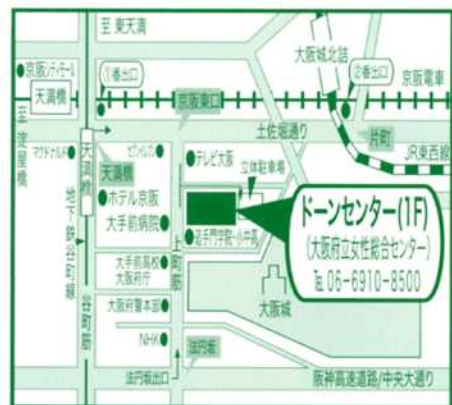 至 東天満
大阪城北詰
京阪シティモール
①番出口
②番出口
京阪電車
天満橋
京阪東口
至 淀屋橋
土佐堀通り
片町
JR東西線
マクドナルド
天満橋
セブンイレブン
テレビ大阪
立体駐車場
天満橋
ホテル京阪
大手前病院
追手門学院・小中高
ドーンセンター(1F)
(大阪府立女性総合センター)
℡ 06-6910-8500
地下鉄谷町線
上町筋
大手前高校
大阪府庁
大阪城
谷町筋
大阪府警本部
NHK
法円坂
法円坂出口
阪神高速道路/中央大通り